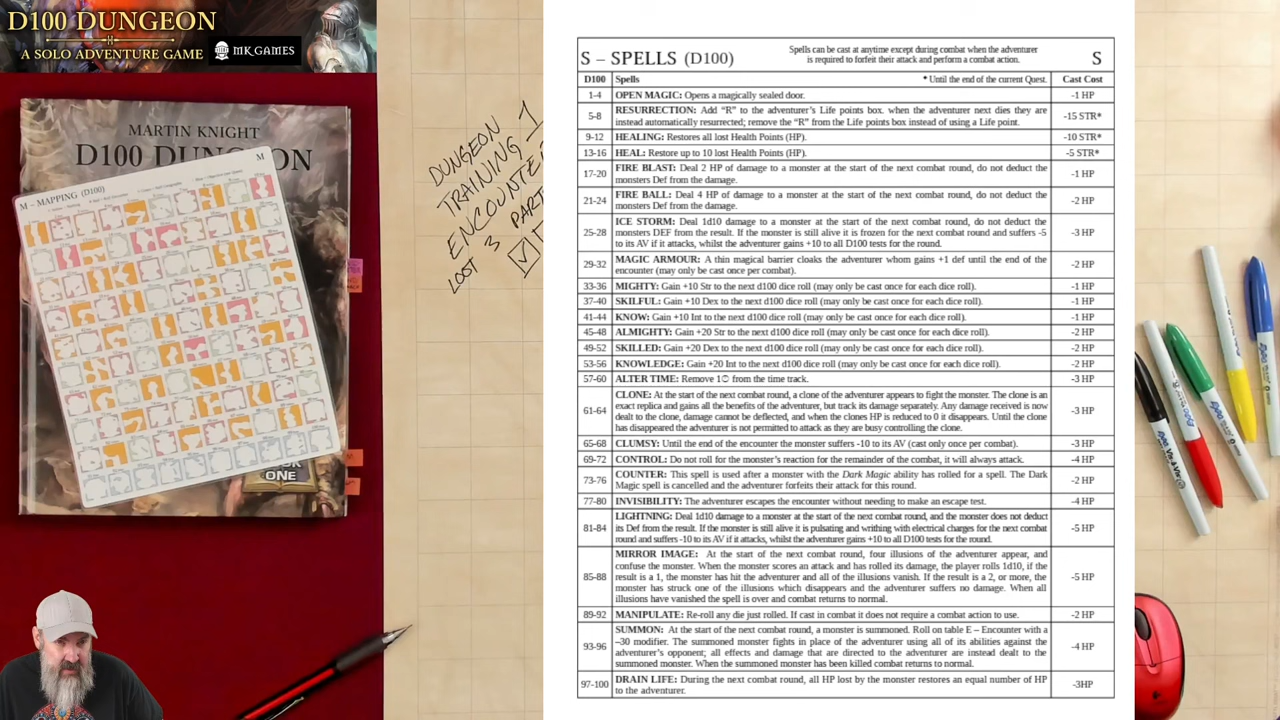 D100 DUNGEON
A SOLO ADVENTURE GAME
MK.GAMES
MARTIN KNIGHT
D100 DUNGEON
M – MAPPING (D100)
M
ONE
DUNGEON 1
TRAINING
ENCOUNTE
LOST 3 PART
S – SPELLS (D100)
Spells can be cast at anytime except during combat when the adventurer
is required to forfeit their attack and perform a combat action.
S
D100 Spells * Until the end of the current Quest. Cast Cost
1-4 OPEN MAGIC: Opens a magically sealed door. -1 HP
5-8 RESURRECTION: Add “R” to the adventurer’s Life points box. when the adventurer next dies they are
instead automatically resurrected; remove the “R” from the Life points box instead of using a Life point. -15 STR*
9-12 HEALING: Restores all lost Health Points (HP). -10 STR*
13-16 HEAL: Restore up to 10 lost Health Points (HP). -5 STR*
17-20 FIRE BLAST: Deal 2 HP of damage to a monster at the start of the next combat round, do not deduct the
monsters Def from the damage. -1 HP
21-24 FIRE BALL: Deal 4 HP of damage to a monster at the start of the next combat round, do not deduct the
monsters Def from the damage. -2 HP
25-28 ICE STORM: Deal 1d10 damage to a monster at the start of the next combat round, do not deduct the
monsters DEF from the result. If the monster is still alive it is frozen for the next combat round and suffers -5
to its AV if it attacks, whilst the adventurer gains +10 to all D100 tests for the round. -3 HP
29-32 MAGIC ARMOUR: A thin magical barrier cloaks the adventurer whom gains +1 def until the end of the
encounter (may only be cast once per combat). -2 HP
33-36 MIGHTY: Gain +10 Str to the next d100 dice roll (may only be cast once for each dice roll). -1 HP
37-40 SKILFUL: Gain +10 Dex to the next d100 dice roll (may only be cast once for each dice roll). -1 HP
41-44 KNOW: Gain +10 Int to the next d100 dice roll (may only be cast once for each dice roll). -1 HP
45-48 ALMIGHTY: Gain +20 Str to the next d100 dice roll (may only be cast once for each dice roll). -2 HP
49-52 SKILLED: Gain +20 Dex to the next d100 dice roll (may only be cast once for each dice roll). -2 HP
53-56 KNOWLEDGE: Gain +20 Int to the next d100 dice roll (may only be cast once for each dice roll). -2 HP
57-60 ALTER TIME: Remove 1 from the time track. -3 HP
61-64 CLONE: At the start of the next combat round, a clone of the adventurer appears to fight the monster. The clone is an
exact replica and gains all the benefits of the adventurer, but track its damage separately. Any damage received is now
dealt to the clone, damage cannot be deflected, and when the clones HP is reduced to 0 it disappears. Until the clone
has disappeared the adventurer is not permitted to attack as they are busy controlling the clone. -3 HP
65-68 CLUMSY: Until the end of the encounter the monster suffers -10 to its AV (cast only once per combat). -3 HP
69-72 CONTROL: Do not roll for the monster’s reaction for the remainder of the combat, it will always attack. -4 HP
73-76 COUNTER: This spell is used after a monster with the Dark Magic ability has rolled for a spell. The Dark
Magic spell is cancelled and the adventurer forfeits their attack for this round. -2 HP
77-80 INVISIBILITY: The adventurer escapes the encounter without needing to make an escape test. -4 HP
81-84 LIGHTNING: Deal 1d10 damage to a monster at the start of the next combat round, and the monster does not deduct
its Def from the result. If the monster is still alive it is pulsating and writhing with electrical charges for the next combat
round and suffers -10 to its AV if it attacks, whilst the adventurer gains +10 to all D100 tests for the round. -5 HP
85-88 MIRROR IMAGE: At the start of the next combat round, four illusions of the adventurer appear, and
confuse the monster. When the monster scores an attack and has rolled its damage, the player rolls 1d10, if the
result is a 1, the monster has hit the adventurer and all of the illusions vanish. If the result is a 2, or more, the
monster has struck one of the illusions which disappears and the adventurer suffers no damage. When all
illusions have vanished the spell is over and combat returns to normal. -5 HP
89-92 MANIPULATE: Re-roll any die just rolled. If cast in combat it does not require a combat action to use. -2 HP
93-96 SUMMON: At the start of the next combat round, a monster is summoned. Roll on table E – Encounter with a
–30 modifier. The summoned monster fights in place of the adventurer using all of its abilities against the
adventurer’s opponent; all effects and damage that are directed to the adventurer are instead dealt to the
summoned monster. When the summoned monster has been killed combat returns to normal. -4 HP
97-100 DRAIN LIFE: During the next combat round, all HP lost by the monster restores an equal number of HP
to the adventurer. -3HP